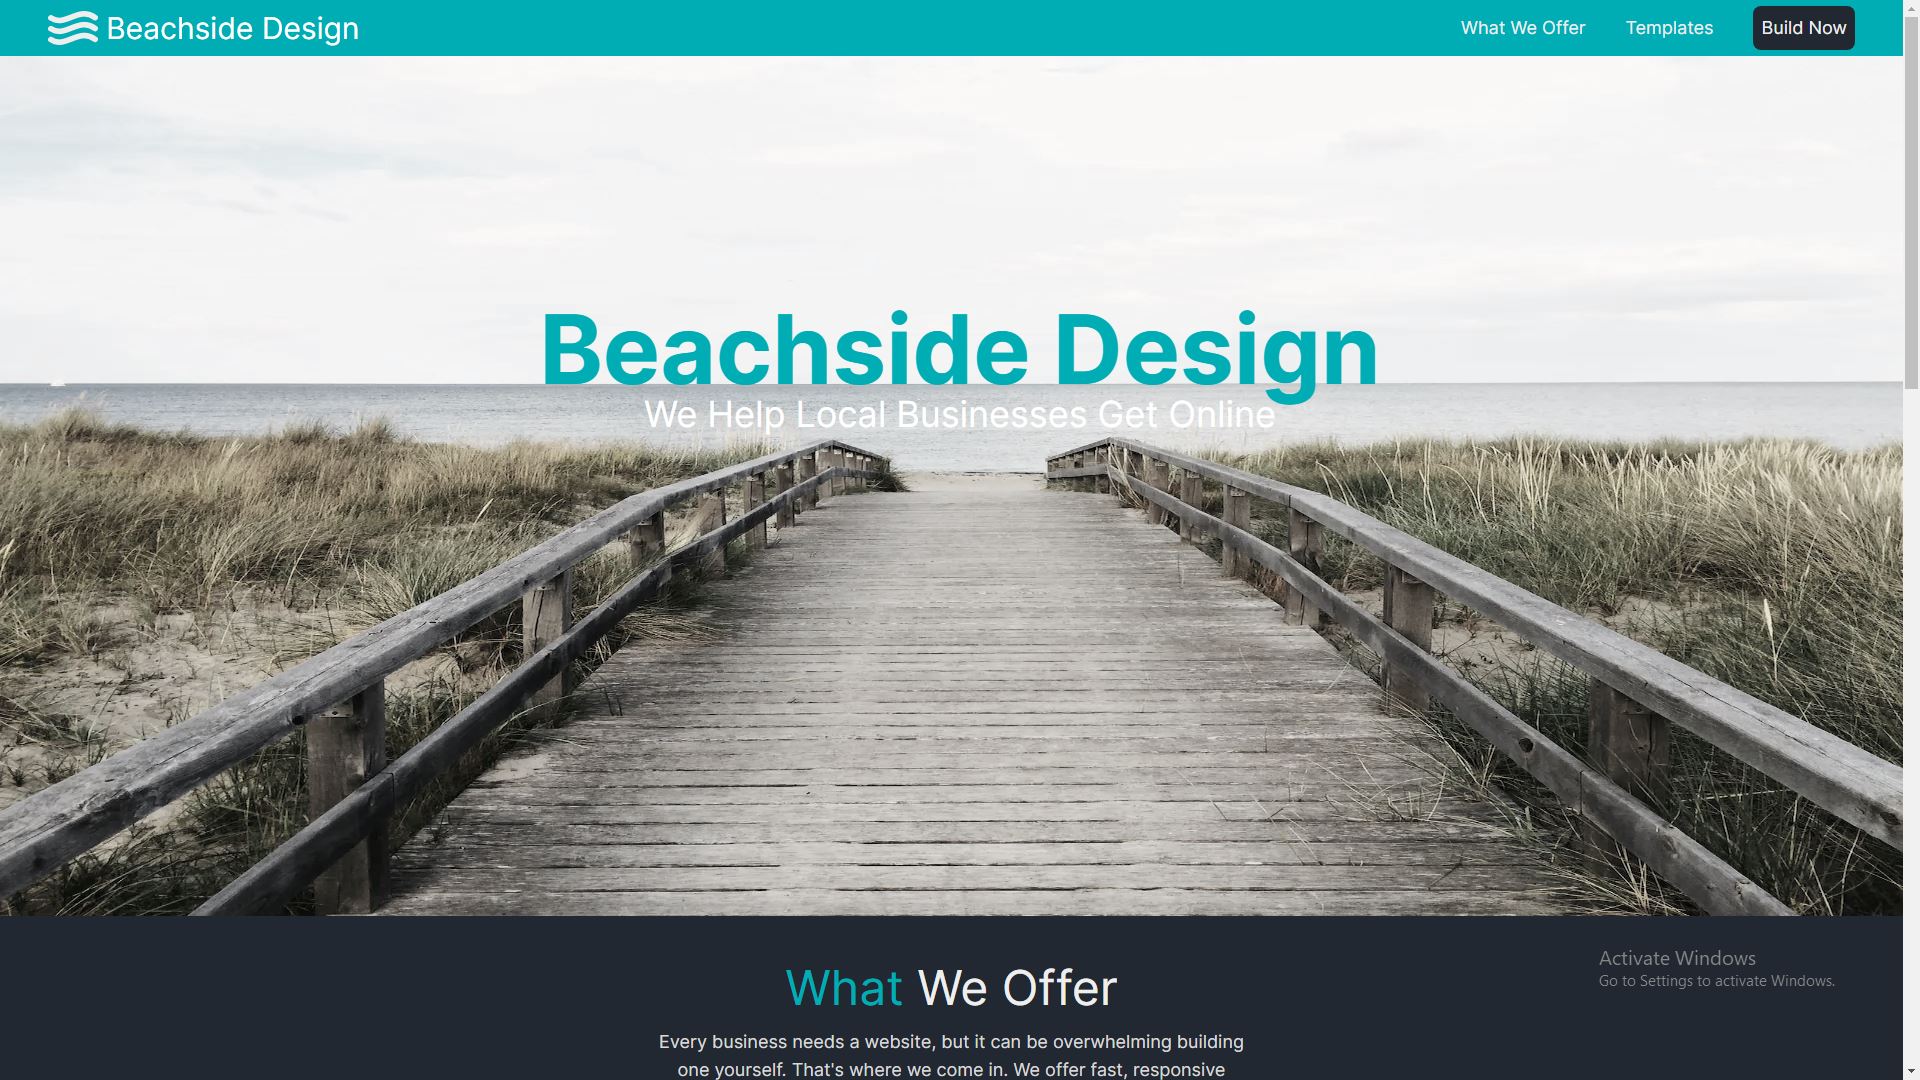 Beachside Design
What We Offer
Templates
Build Now
Beachside Design
We Help Local Businesses Get Online
What We Offer
Every business needs a website, but it can be overwhelming building
one yourself. That's where we come in. We offer fast, responsive
Activate Windows
Go to Settings to activate Windows.